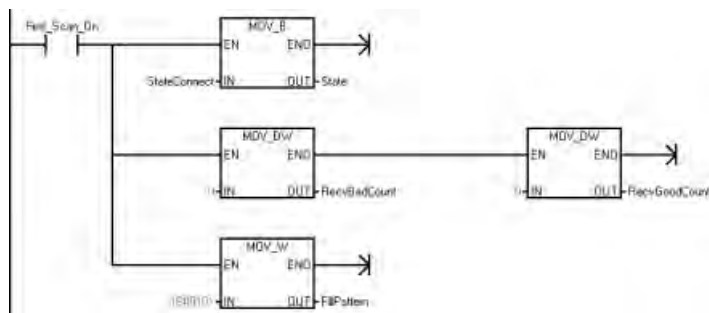 First_Scan_On
MOV_B
EN ENO
StateConnect IN OUT State
MOV_DW MOV_DW
EN ENO EN ENO
IN OUT RecvBadCount IN OUT RecvGoodCount
MOV_W
EN ENO
IN OUT FillPattern